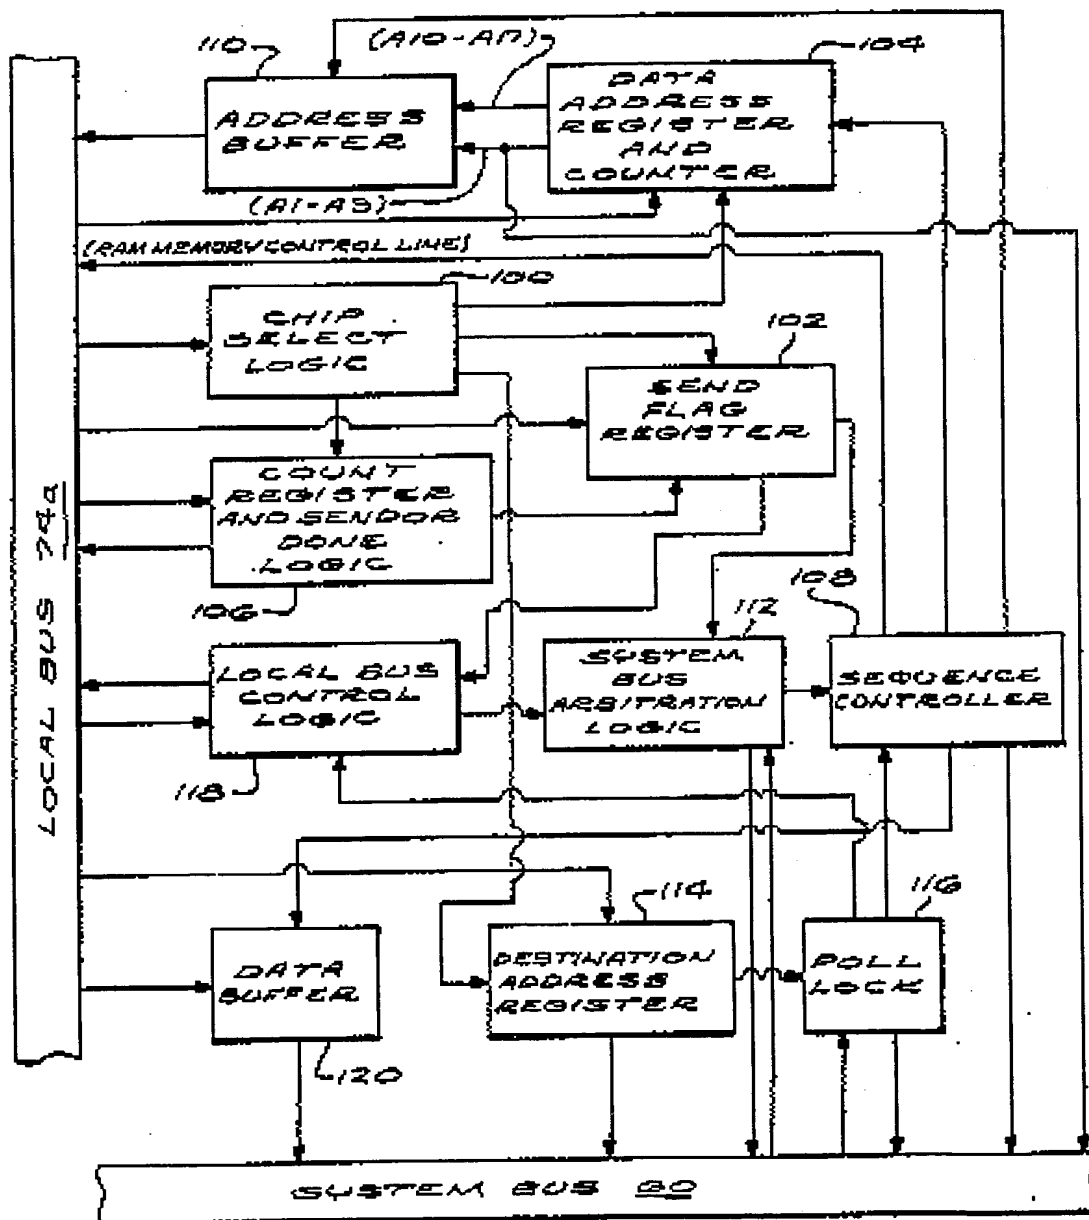 110
(A10-A17)
104
ADDRESS
BUFFER
DATA
ADDRESS
REGISTER
AND
COUNTER
(A1-A9)
(RAM MEMORY CONTROL LINE)
100
CHIP
SELECT
LOGIC
102
SEND
FLAG
REGISTER
COUNT
REGISTER
AND SENDOR
DONE
LOGIC
106
LOCAL BUS 74a
LOCAL BUS
CONTROL
LOGIC
118
112
SYSTEM
BUS
ARBITRATION
LOGIC
108
SEQUENCE
CONTROLLER
DATA
BUFFER
120
114
DESTINATION
ADDRESS
REGISTER
116
POLL
LOCK
SYSTEM BUS